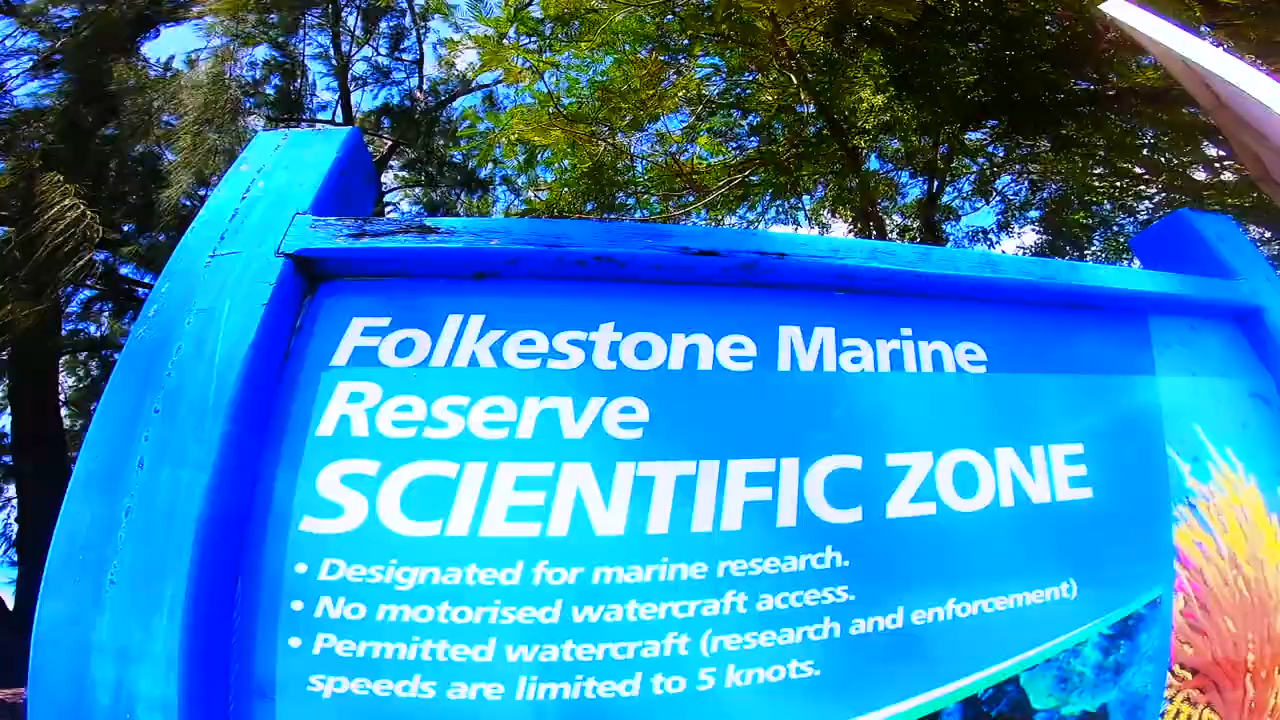 Folkestone Marine
Reserve
SCIENTIFIC ZONE
• Designated for marine research.
• No motorised watercraft access.
• Permitted watercraft (research and enforcement)
speeds are limited to 5 knots.